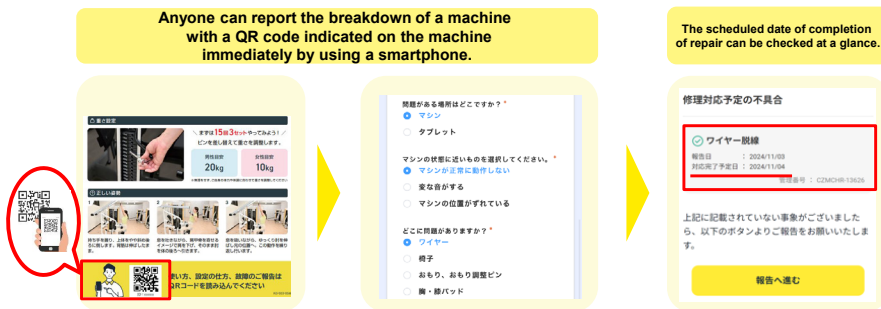 Anyone can report the breakdown of a machine
with a QR code indicated on the machine
immediately by using a smartphone.
The scheduled date of completion
of repair can be checked at a glance.
重さ設定
まずは15回3セットやってみよう!
ピンを差し替えて重さを調整します。
男性目安
20kg
女性目安
10kg
正しい姿勢
1
2
3
使い方、設定の仕方、故障のご報告は
QRコードを読み込んでください
問題がある場所はどこですか? *
マシン
タブレット
マシンの状態に近いものを選択してください。 *
マシンが正常に動作しない
変な音がする
マシンの位置がずれている
どこに問題がありますか? *
ワイヤー
椅子
おもり、おもり調整ピン
胸・膝パッド
修理対応予定の不具合
ワイヤー脱線
報告日 : 2024/11/03
対応完了予定日 : 2024/11/04
管理番号 : CZMCHR-13626
上記に記載されていない事象がございました
ら、以下のボタンよりご報告をお願いいたしま
す。
報告へ進む